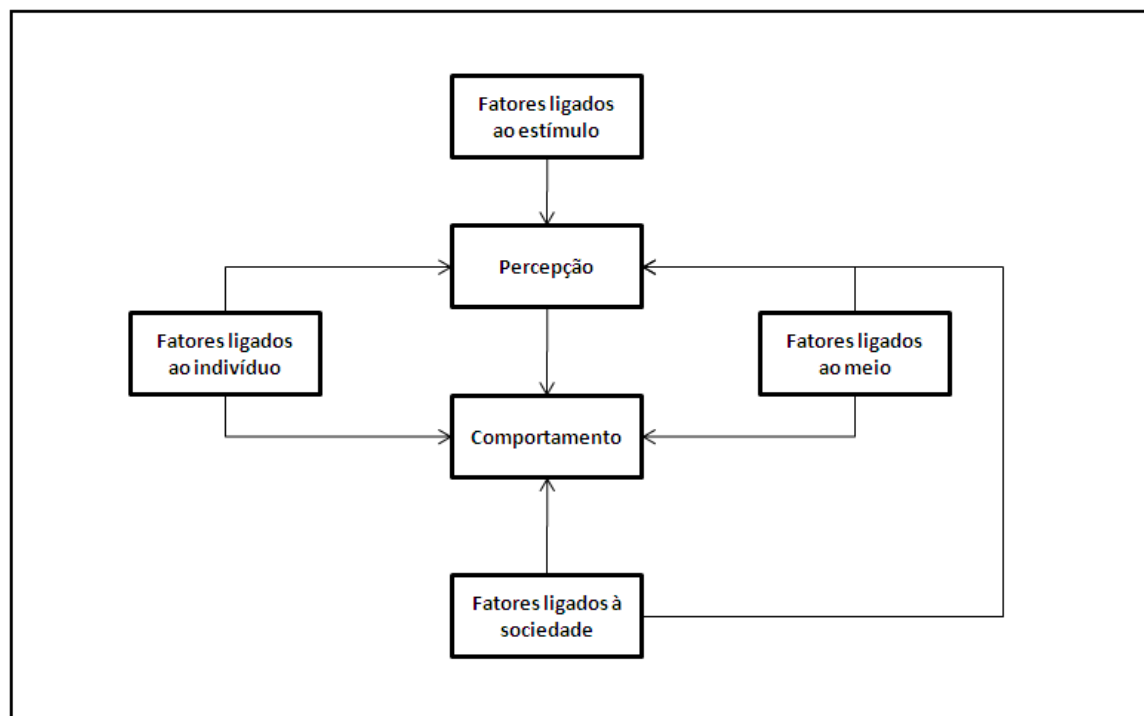 Fatores ligados
ao estímulo
Percepção
Fatores ligados
ao indivíduo
Fatores ligados
ao meio
Comportamento
Fatores ligados à
sociedade